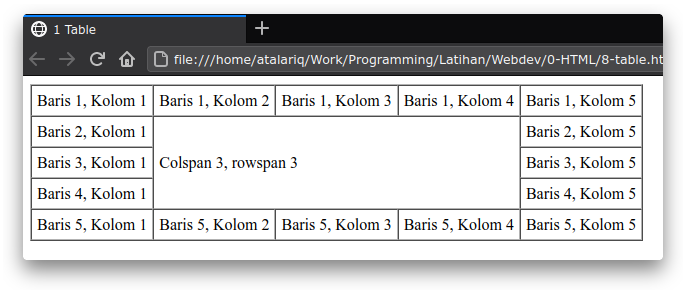 1 Table
file:///home/atalariq/Work/Programming/Latihan/Webdev/0-HTML/8-table.ht
Baris 1, Kolom 1 Baris 1, Kolom 2 Baris 1, Kolom 3 Baris 1, Kolom 4 Baris 1, Kolom 5
Baris 2, Kolom 1 Baris 2, Kolom 5
Baris 3, Kolom 1 Colspan 3, rowspan 3 Baris 3, Kolom 5
Baris 4, Kolom 1 Baris 4, Kolom 5
Baris 5, Kolom 1 Baris 5, Kolom 2 Baris 5, Kolom 3 Baris 5, Kolom 4 Baris 5, Kolom 5